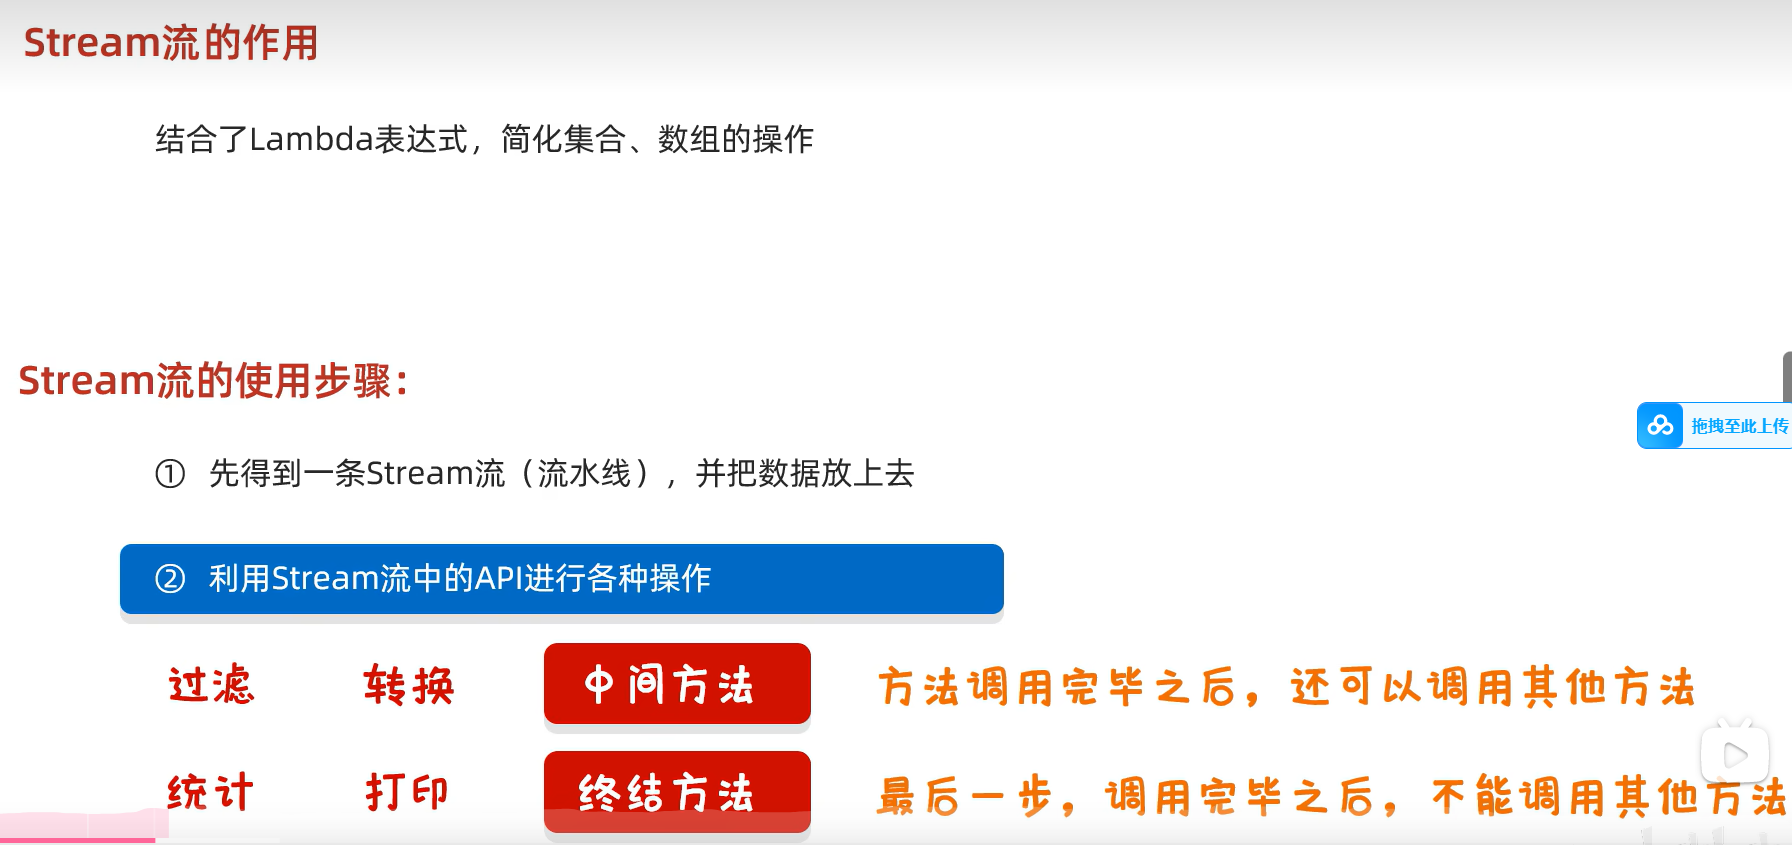 Stream流的作用
结合了Lambda表达式，简化集合、数组的操作
Stream流的使用步骤：
拖拽至此上传
① 先得到一条Stream流（流水线），并把数据放上去
② 利用Stream流中的API进行各种操作
过滤 转换 中间方法 方法调用完毕之后，还可以调用其他方法
统计 打印 终结方法 最后一步，调用完毕之后，不能调用其他方法